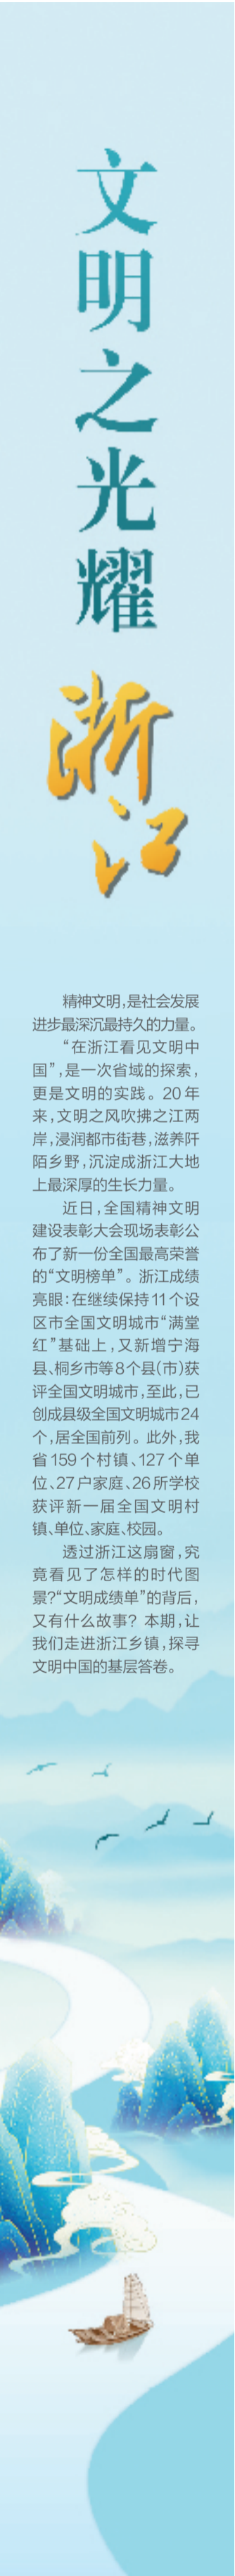 文明之光耀
浙江
精神文明,是社会发展
进步最深沉最持久的力量。
“在浙江看见文明中
国”,是一次省域的探索,
更是文明的实践。20年
来,文明之风吹拂之江两
岸,浸润都市街巷,滋养阡
陌乡野,沉淀成浙江大地
上最深厚的生长力量。
近日,全国精神文明
建设表彰大会现场表彰公
布了新一份全国最高荣誉
的“文明榜单”。浙江成绩
亮眼:在继续保持11个设
区市全国文明城市“满堂
红”基础上,又新增宁海
县、桐乡市等8个县(市)获
评全国文明城市,至此,已
创成县级全国文明城市24
个,居全国前列。此外,我
省159个村镇、127个单
位、27户家庭、26所学校
获评新一届全国文明村
镇、单位、家庭、校园。
透过浙江这扇窗,究
竟看见了怎样的时代图
景?“文明成绩单”的背后,
又有什么故事?本期,让
我们走进浙江乡镇,探寻
文明中国的基层答卷。